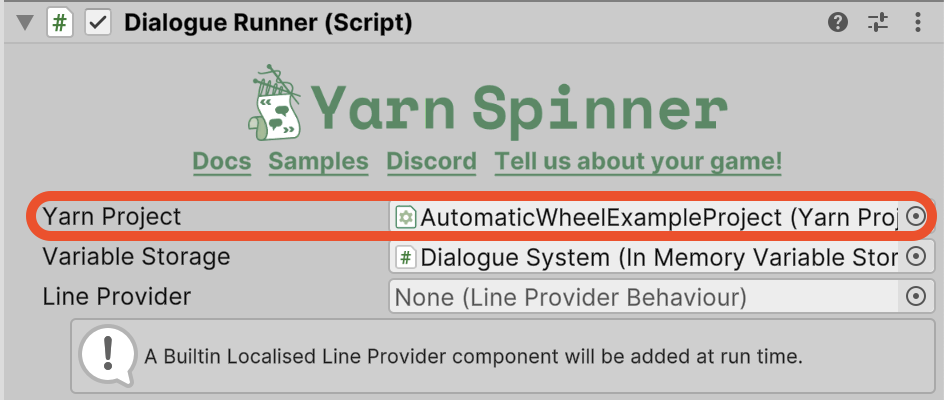 Dialogue Runner (Script)
Yarn Spinner
Docs Samples Discord Tell us about your game!
Yarn Project AutomaticWheelExampleProject (Yarn Proj
Variable Storage # Dialogue System (In Memory Variable Stor
Line Provider None (Line Provider Behaviour)
A Builtin Localised Line Provider component will be added at run time.